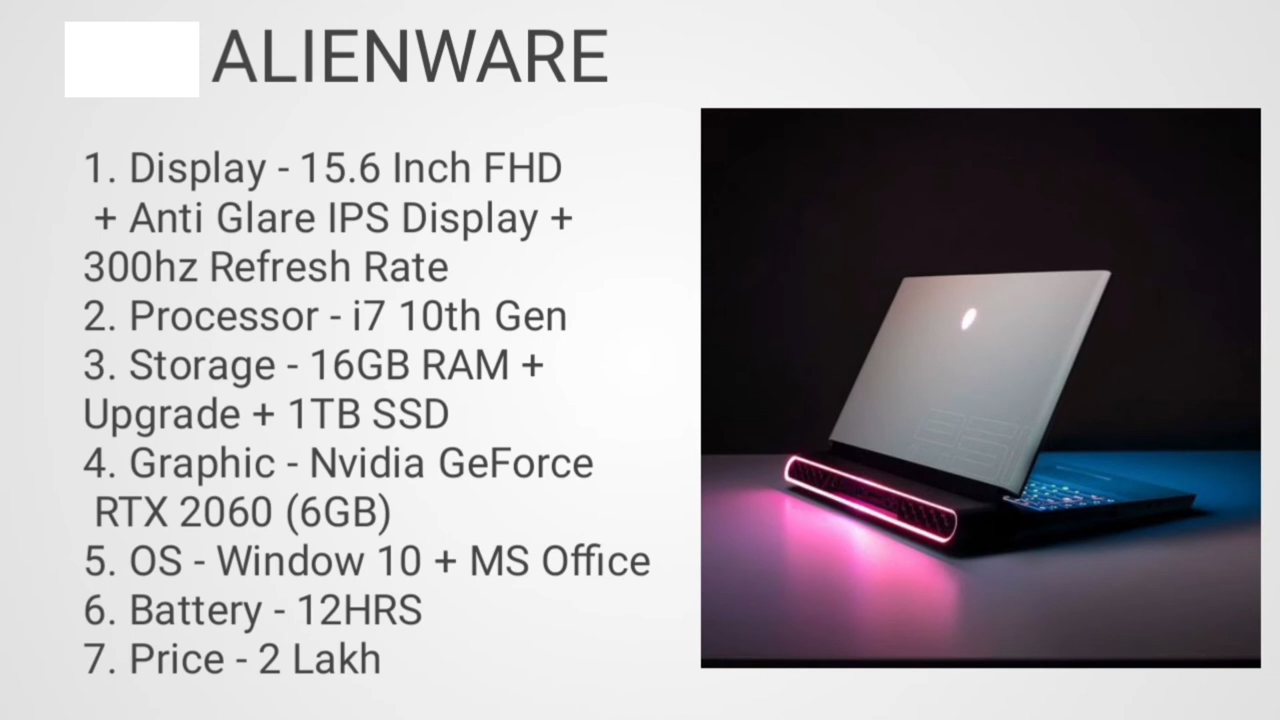 ALIENWARE
1. Display - 15.6 Inch FHD
+ Anti Glare IPS Display +
300hz Refresh Rate
2. Processor - i7 10th Gen
3. Storage - 16GB RAM +
Upgrade + 1TB SSD
4. Graphic - Nvidia GeForce
RTX 2060 (6GB)
5. OS - Window 10 + MS Office
6. Battery - 12HRS
7. Price - 2 Lakh